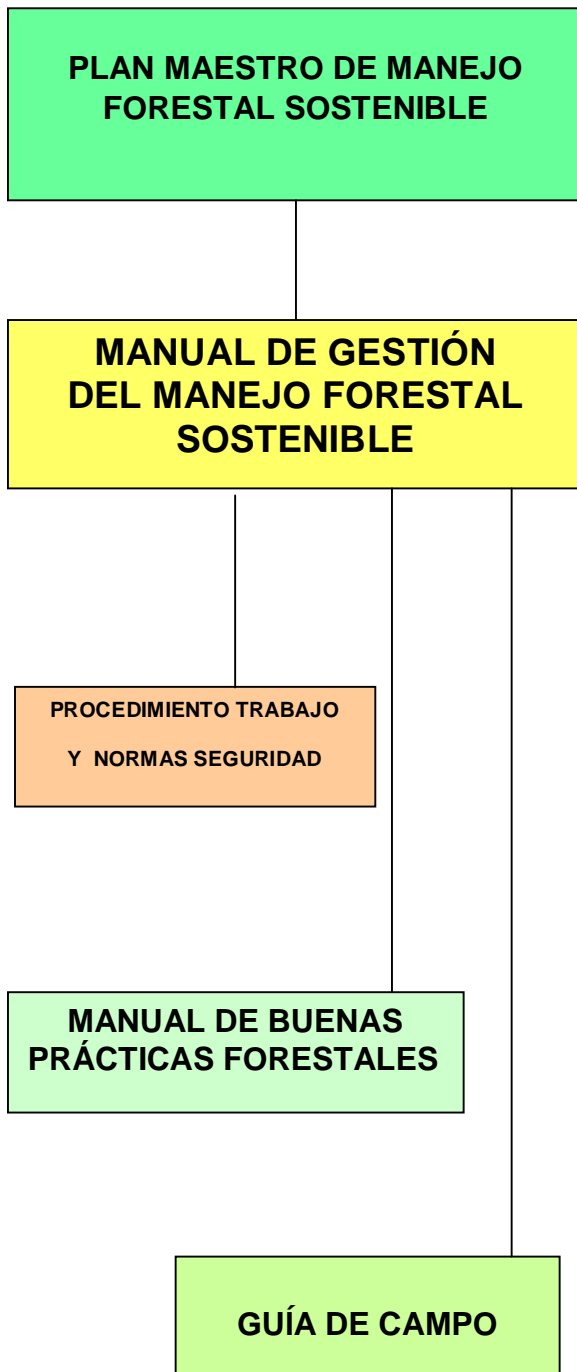 PLAN MAESTRO DE MANEJO
FORESTAL SOSTENIBLE
MANUAL DE GESTIÓN
DEL MANEJO FORESTAL
SOSTENIBLE
PROCEDIMIENTO TRABAJO
Y NORMAS SEGURIDAD
MANUAL DE BUENAS
PRÁCTICAS FORESTALES
GUÍA DE CAMPO